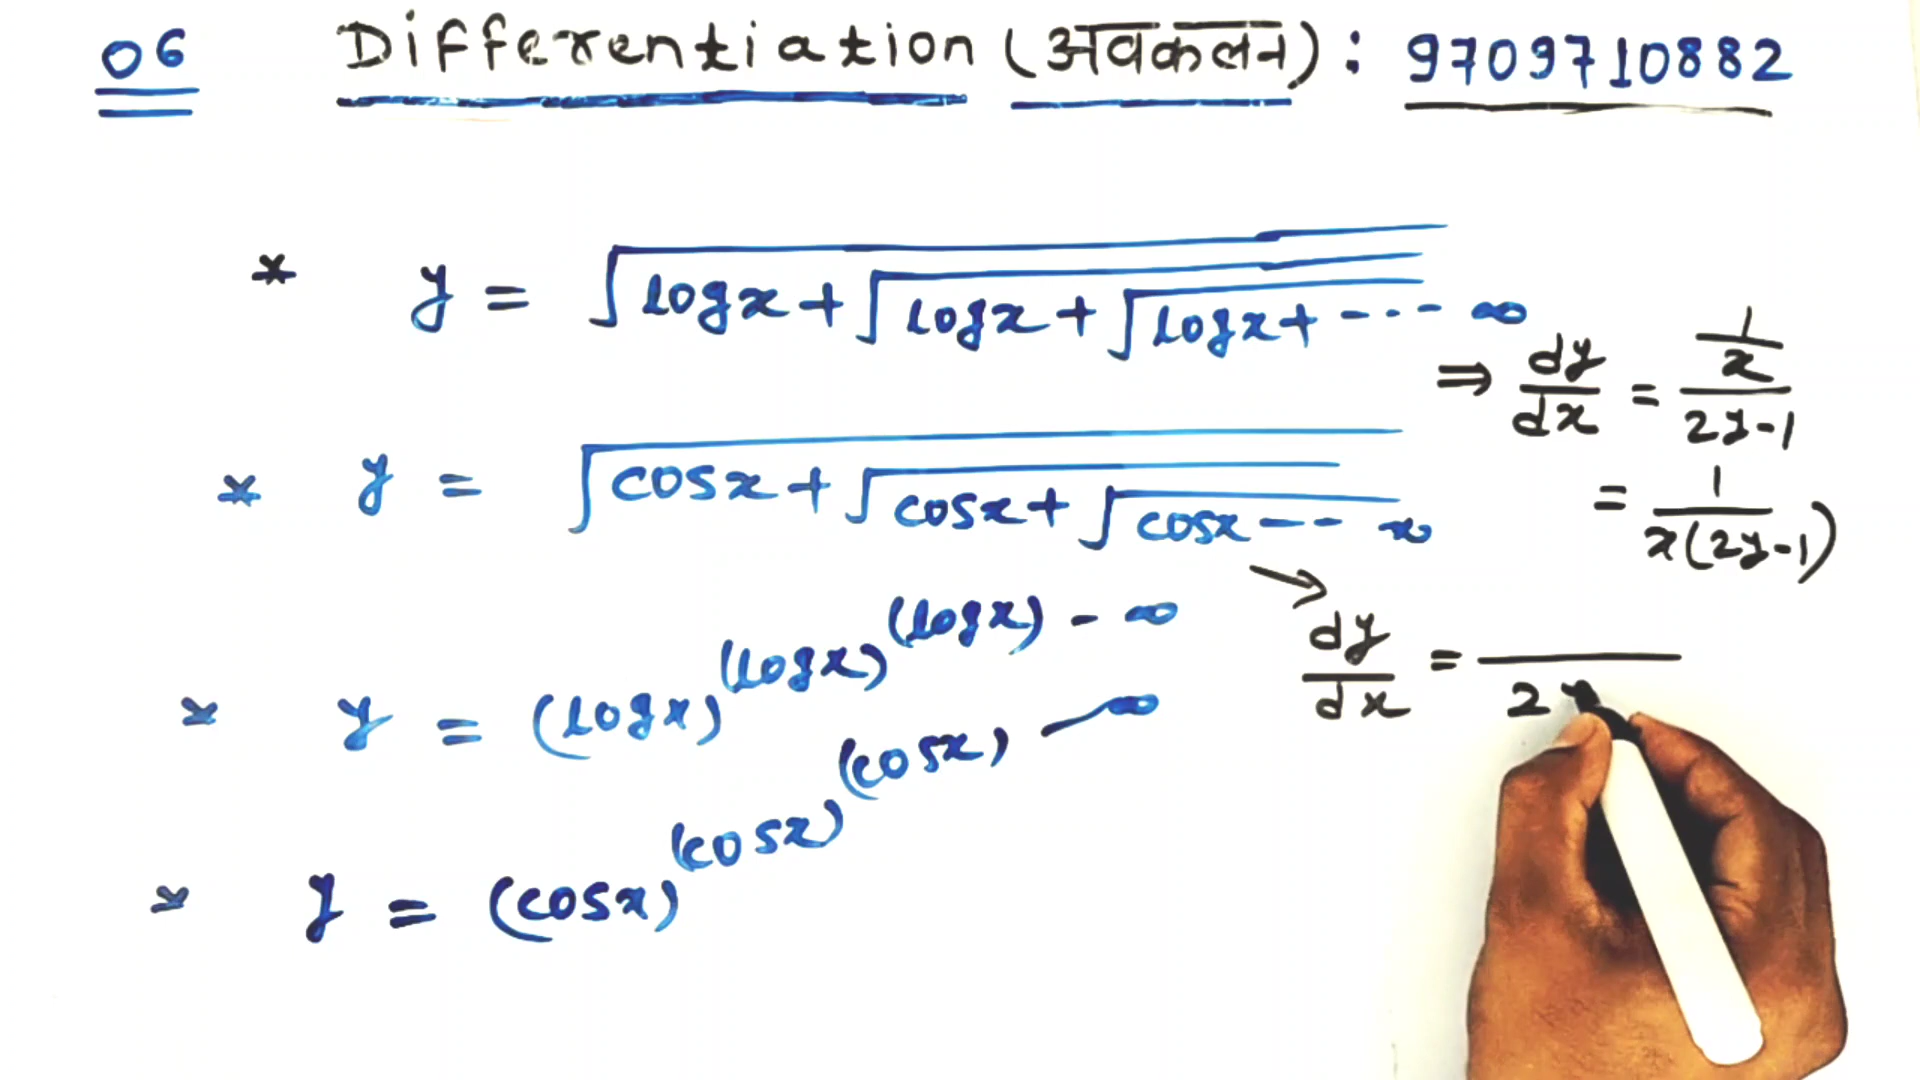 06 Differentiation (अवकलन) : 9709710882
* y = √logx + √logx + √logx + ---- ∞
⇒ dy/dx = 1/x / 2y-1
= 1 / x(2y-1)
* y = √cosx + √cosx + √cosx --- ∞
→ dy/dx = — / 2y
* y = (logx)^(logx)^(logx) - ∞
* y = (cosx)^(cosx)^(cosx) — ∞